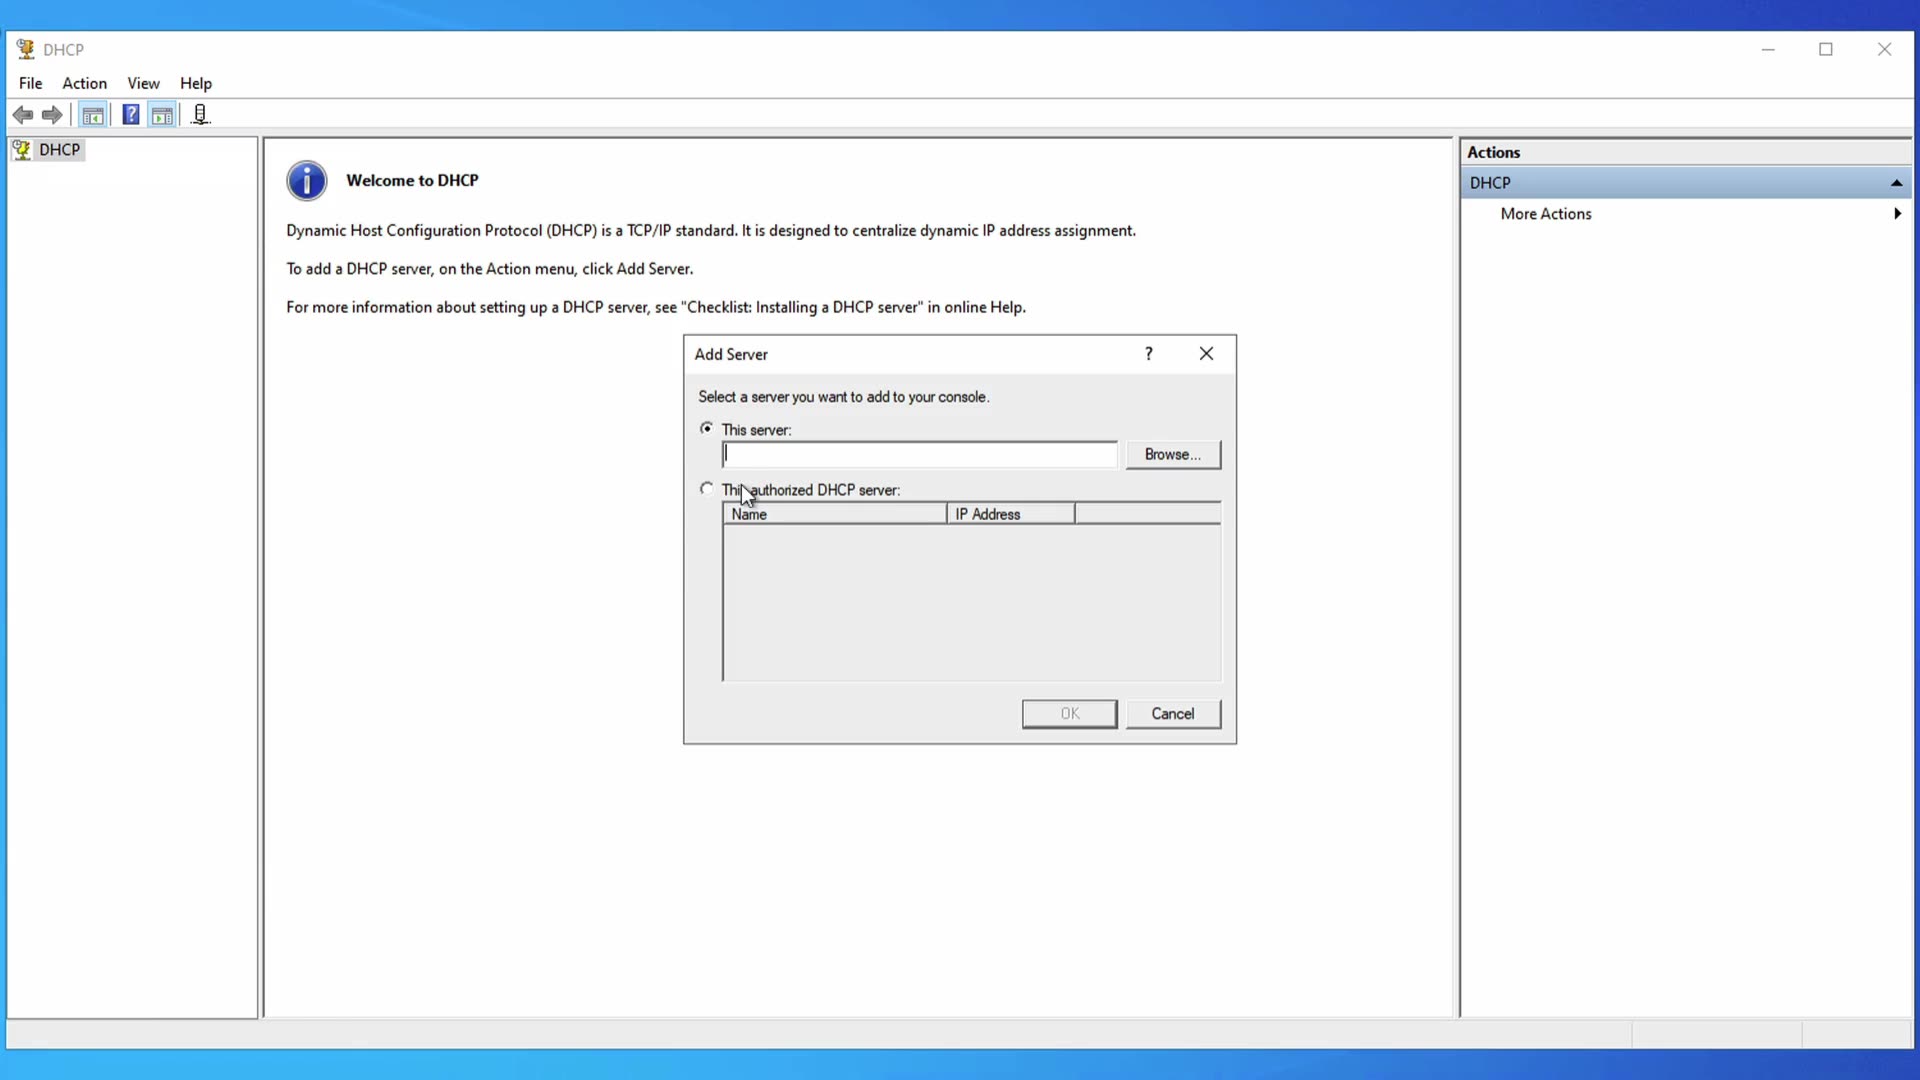 DHCP
File Action View Help
DHCP
Welcome to DHCP
Dynamic Host Configuration Protocol (DHCP) is a TCP/IP standard. It is designed to centralize dynamic IP address assignment.
To add a DHCP server, on the Action menu, click Add Server.
For more information about setting up a DHCP server, see "Checklist: Installing a DHCP server" in online Help.
Actions
DHCP
More Actions
Add Server
Select a server you want to add to your console.
This server:
Browse...
authorized DHCP server:
Name IP Address
OK Cancel